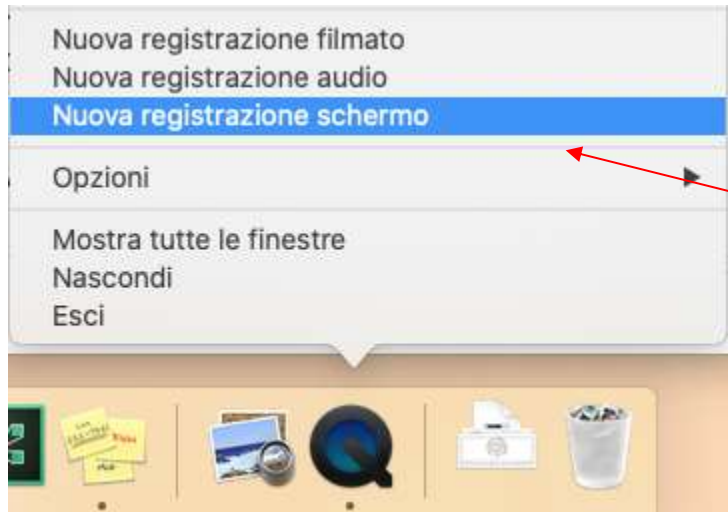 Nuova registrazione filmato
Nuova registrazione audio
Nuova registrazione schermo
Opzioni
Mostra tutte le finestre
Nascondi
Esci